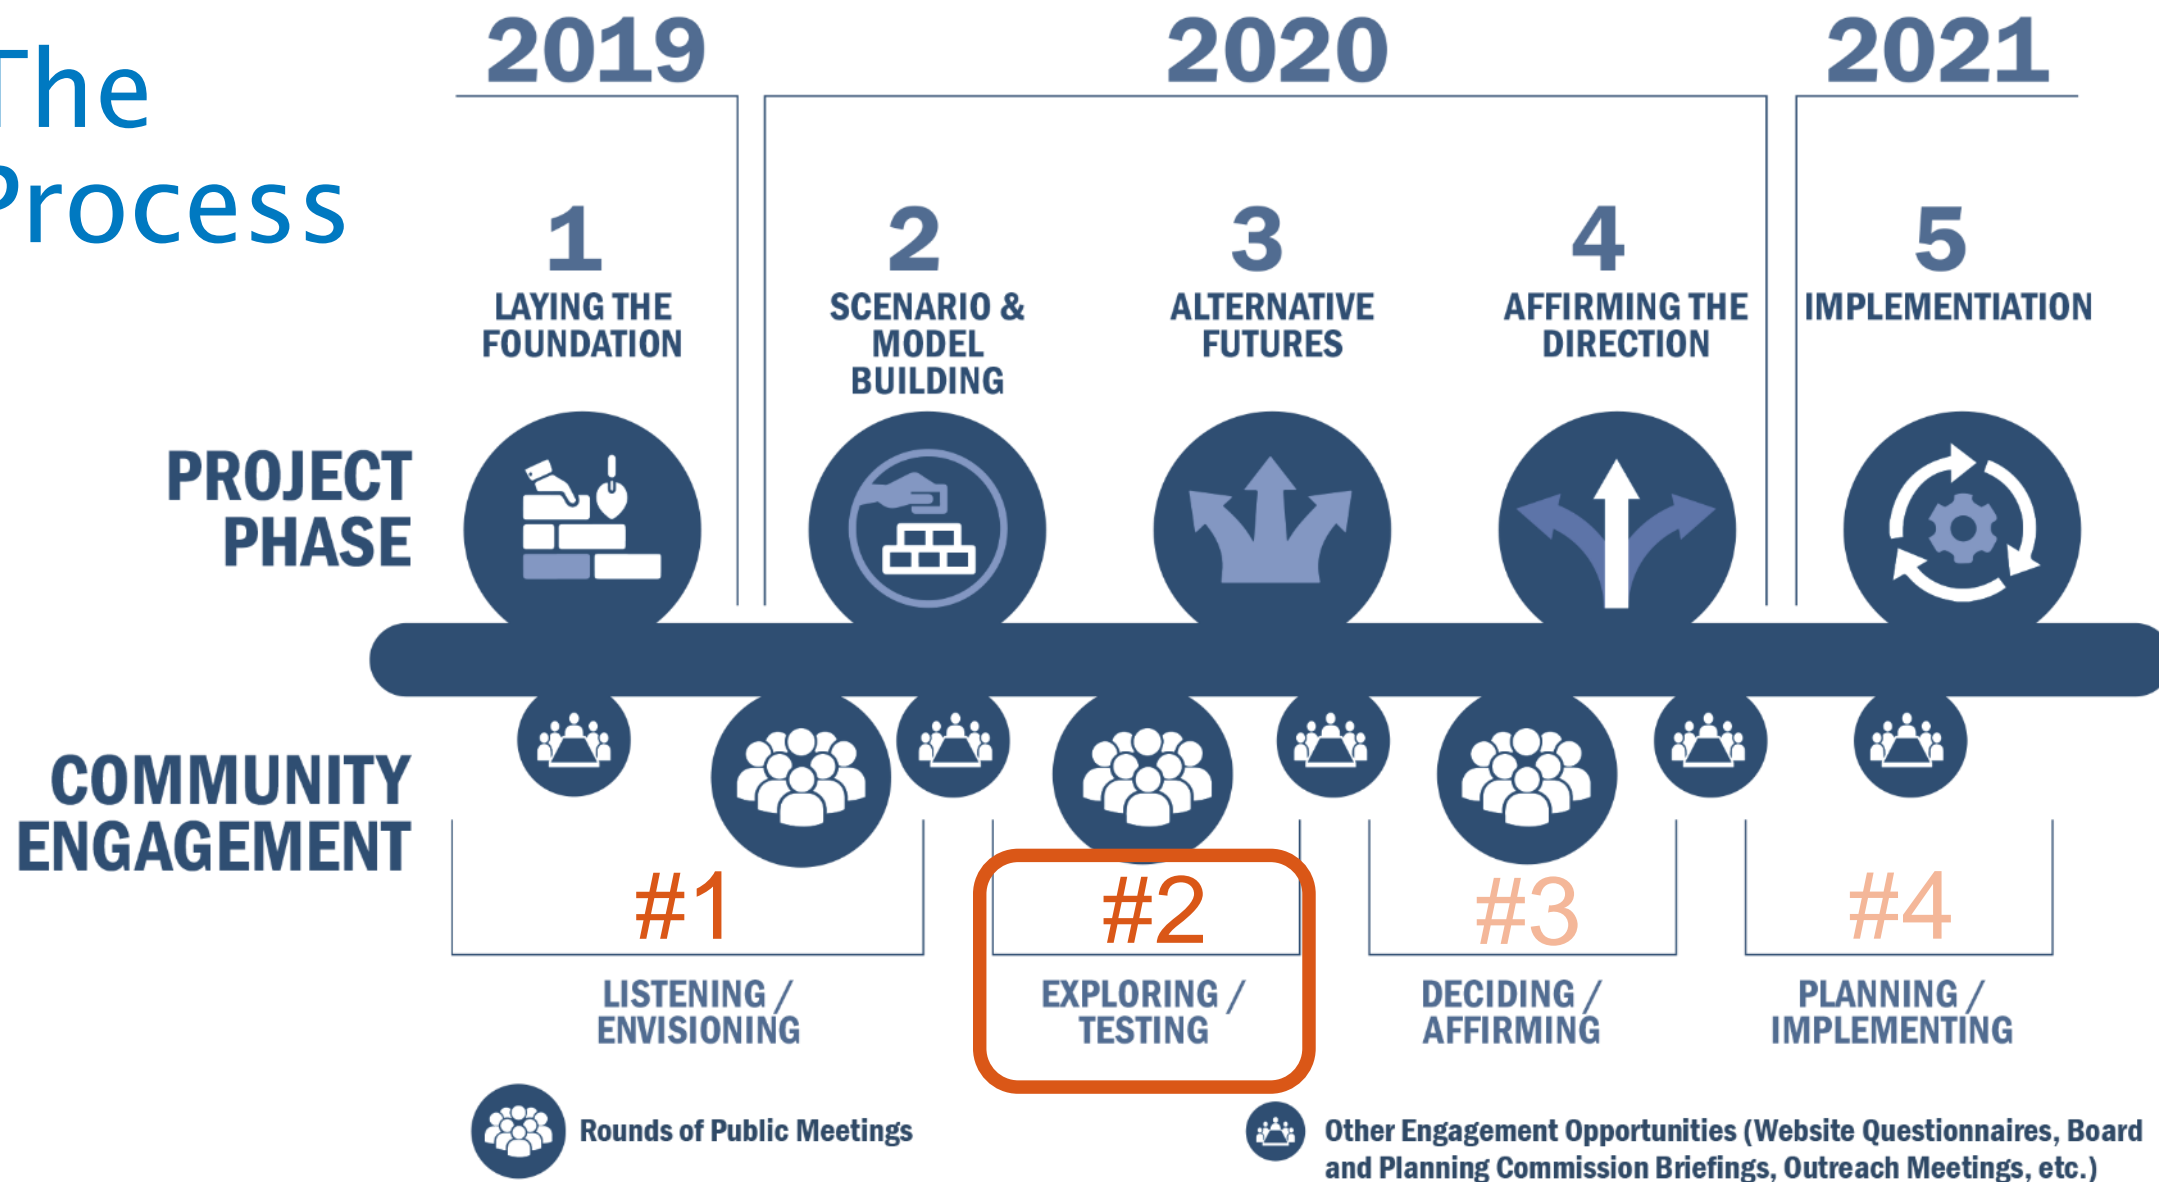 The
Process
2019
2020
2021
1
LAYING THE
FOUNDATION
2
SCENARIO &
MODEL
BUILDING
3
ALTERNATIVE
FUTURES
4
AFFIRMING THE
DIRECTION
5
IMPLEMENTIATION
PROJECT
PHASE
COMMUNITY
ENGAGEMENT
#1
LISTENING /
ENVISIONING
#2
EXPLORING /
TESTING
#3
DECIDING /
AFFIRMING
#4
PLANNING /
IMPLEMENTING
Rounds of Public Meetings
Other Engagement Opportunities (Website Questionnaires, Board
and Planning Commission Briefings, Outreach Meetings, etc.)